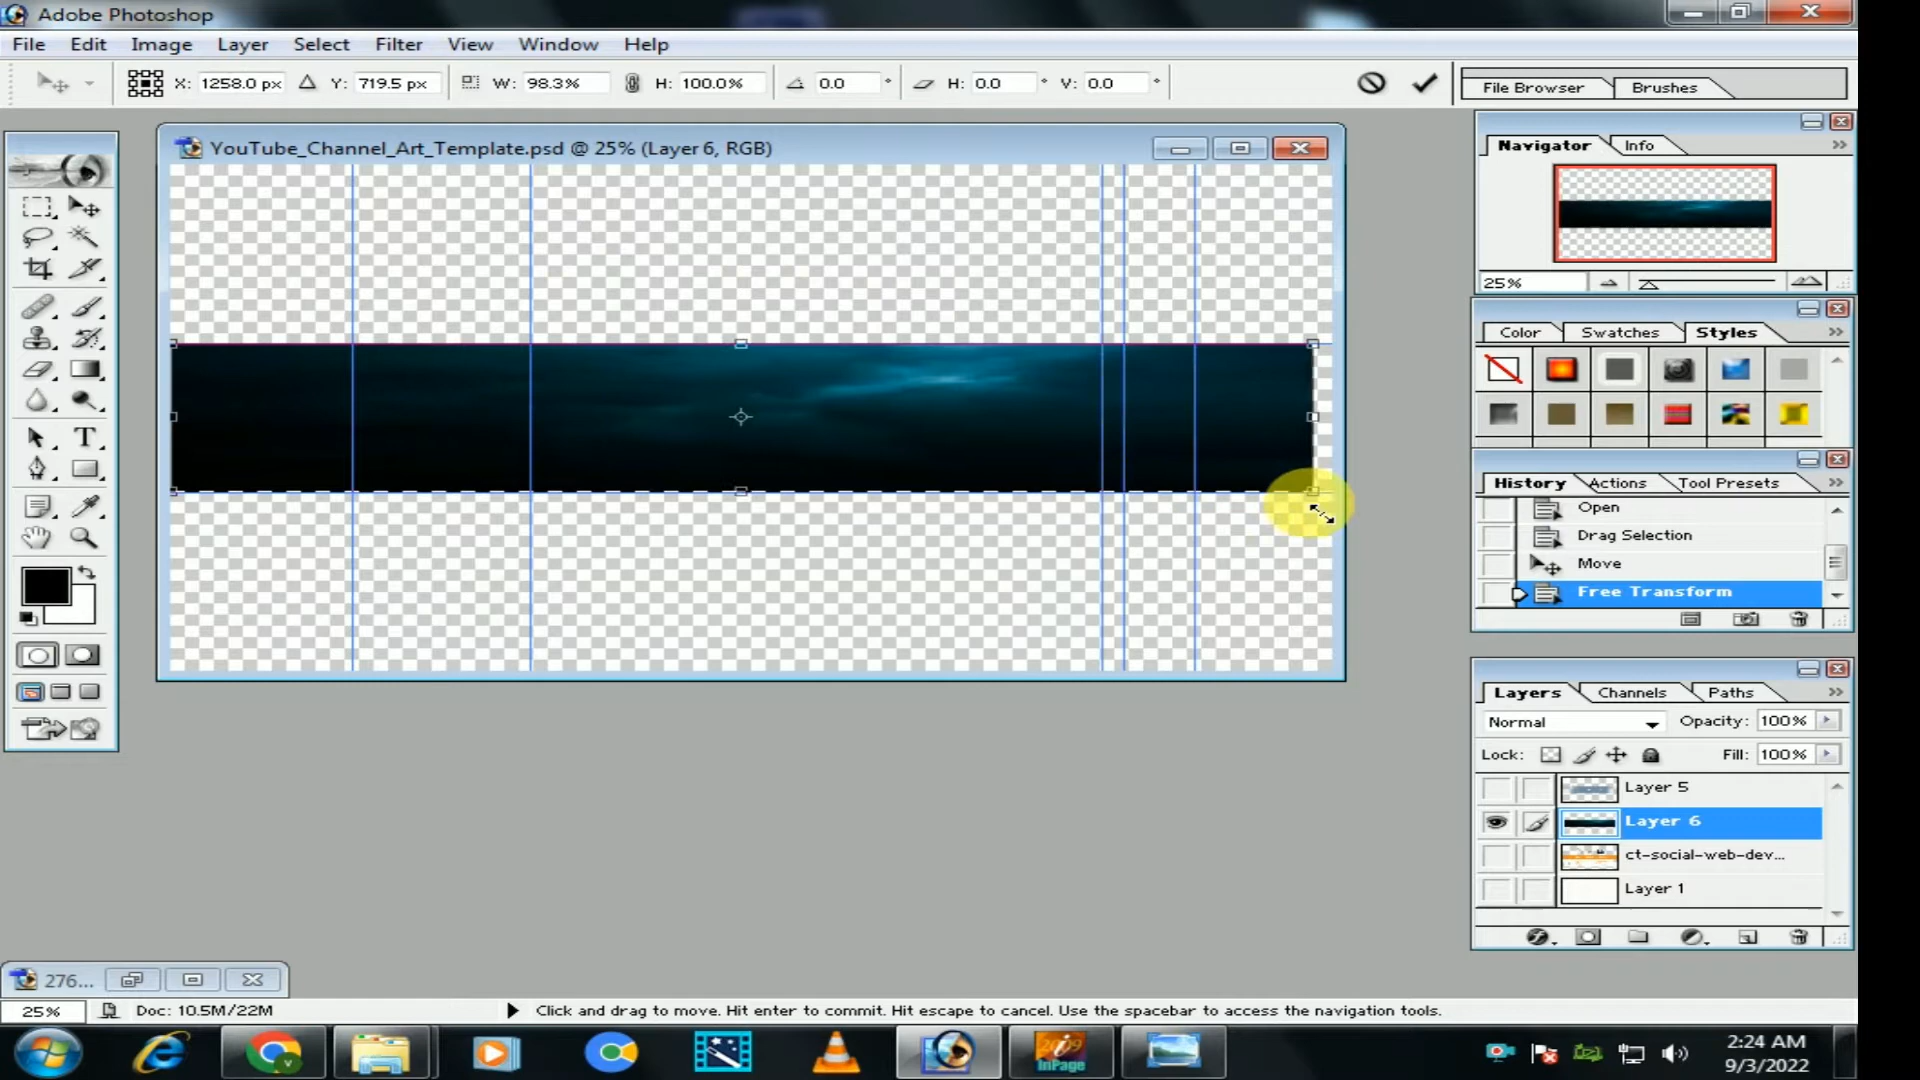 Adobe Photoshop
File Edit Image Layer Select Filter View Window Help
X: 1258.0 px Y: 719.5 px W: 98.3% H: 100.0% 0.0 ° H: 0.0 ° V: 0.0 °
File Browser Brushes
YouTube_Channel_Art_Template.psd @ 25% (Layer 6, RGB)
Navigator Info
25%
Color Swatches Styles
History Actions Tool Presets
Open
Drag Selection
Move
Free Transform
Layers Channels Paths
Normal Opacity: 100%
Lock: Fill: 100%
Layer 5
Layer 6
ct-social-web-dev...
Layer 1
276...
25% Doc: 10.5M/22M Click and drag to move. Hit enter to commit. Hit escape to cancel. Use the spacebar to access the navigation tools.
InPage
2:24 AM
9/3/2022